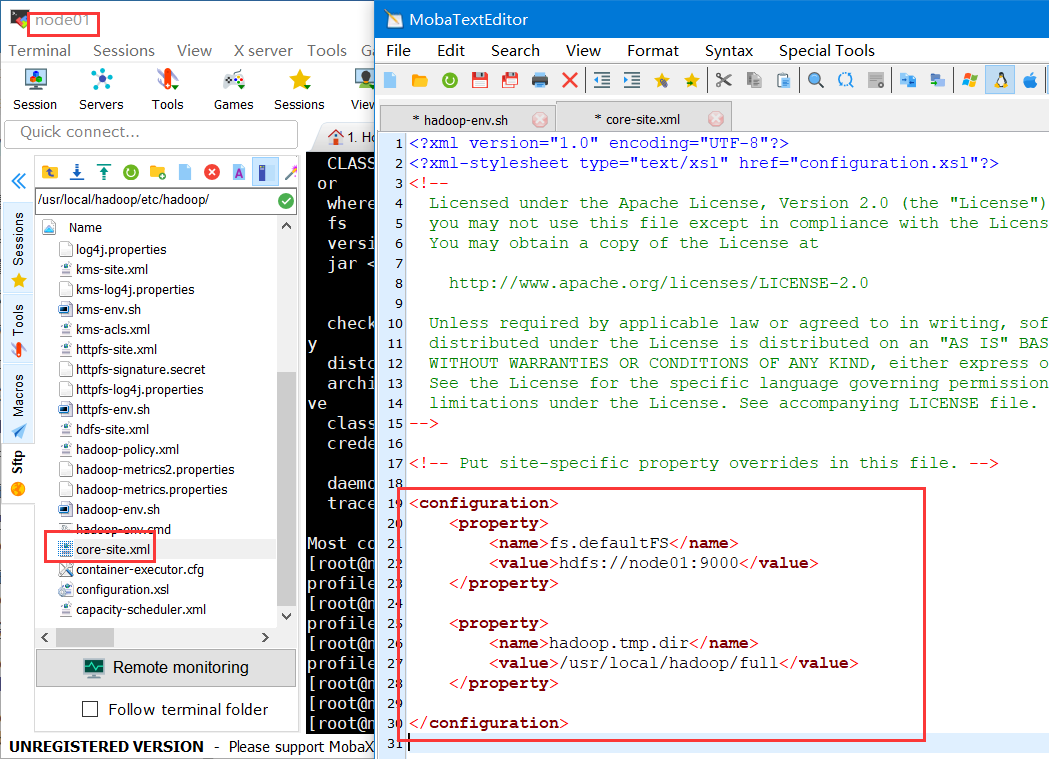 node01
Terminal Sessions View X server Tools
Session Servers Tools Games Sessions View
Quick connect...
/usr/local/hadoop/etc/hadoop/
Name
log4j.properties
kms-site.xml
kms-log4j.properties
kms-env.sh
kms-acls.xml
httpfs-site.xml
httpfs-signature.secret
httpfs-log4j.properties
httpfs-env.sh
hdfs-site.xml
hadoop-policy.xml
hadoop-metrics2.properties
hadoop-metrics.properties
hadoop-env.sh
hadoop-env.cmd
core-site.xml
container-executor.cfg
configuration.xsl
capacity-scheduler.xml
Sessions
Tools
Macros
Sftp
Remote monitoring
Follow terminal folder
UNREGISTERED VERSION - Please support MobaX
1. Ho
CLASS
or
where
fs
versi
jar <
check
y
distc
archi
ve
class
crede
daemo
trace
Most co
[root@n
profile
[root@n
profile
[root@n
profile
[root@n
[root@n
[root@n
MobaTextEditor
File Edit Search View Format Syntax Special Tools
* hadoop-env.sh * core-site.xml
1 <?xml version="1.0" encoding="UTF-8"?>
2 <?xml-stylesheet type="text/xsl" href="configuration.xsl"?>
3 <!--
4 Licensed under the Apache License, Version 2.0 (the "License")
5 you may not use this file except in compliance with the Licens
6 You may obtain a copy of the License at
7
8 http://www.apache.org/licenses/LICENSE-2.0
9
10 Unless required by applicable law or agreed to in writing, sof
11 distributed under the License is distributed on an "AS IS" BAS
12 WITHOUT WARRANTIES OR CONDITIONS OF ANY KIND, either express o
13 See the License for the specific language governing permission
14 limitations under the License. See accompanying LICENSE file.
15 -->
16
17 <!-- Put site-specific property overrides in this file. -->
18
19 <configuration>
20 <property>
21 <name>fs.defaultFS</name>
22 <value>hdfs://node01:9000</value>
23 </property>
24
25 <property>
26 <name>hadoop.tmp.dir</name>
27 <value>/usr/local/hadoop/full</value>
28 </property>
29
30 </configuration>
31